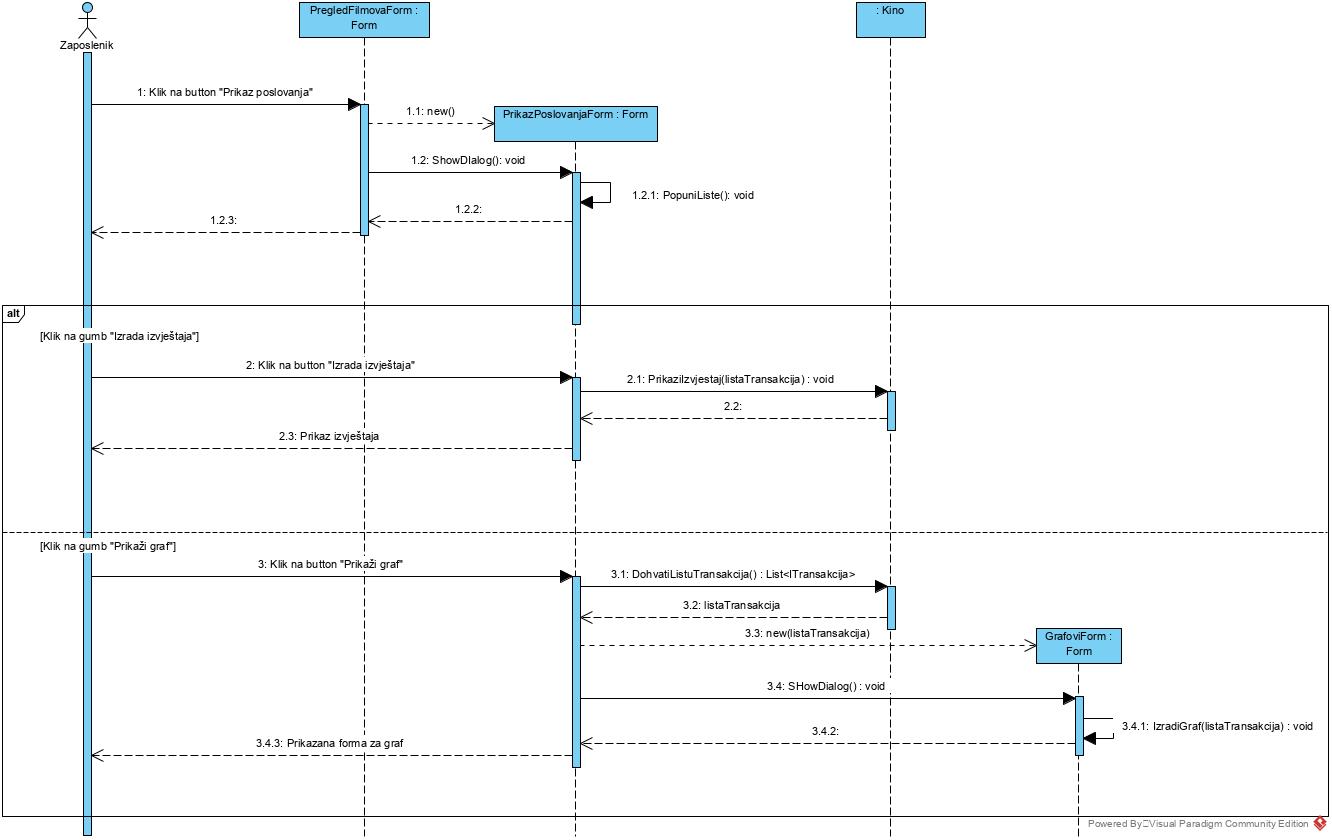 PregledFilmovaForm :
Form
: Kino
Zaposlenik
1: Klik na button "Prikaz poslovanja"
1.1: new()
PrikazPoslovanjaForm : Form
1.2: ShowDIalog(): void
1.2.1: PopuniListe(): void
1.2.2:
1.2.3:
alt
[Klik na gumb "Izrada izvještaja"]
2: Klik na button "Izrada izvještaja"
2.1: PrikaziIzvjestaj(listaTransakcija) : void
2.2:
2.3: Prikaz izvještaja
[Klik na gumb "Prikaži graf"]
3: Klik na button "Prikaži graf"
3.1: DohvatiListuTransakcija() : List<ITransakcija>
3.2: listaTransakcija
3.3: new(listaTransakcija)
GrafoviForm :
Form
3.4: SHowDialog() : void
3.4.1: IzradiGraf(listaTransakcija) : void
3.4.2:
3.4.3: Prikazana forma za graf
Powered By Visual Paradigm Community Edition